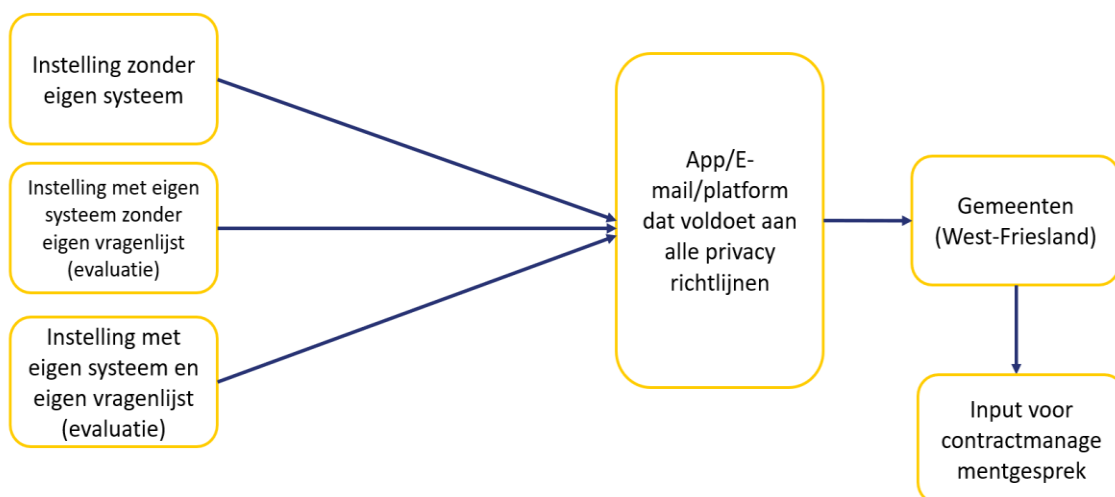 Instelling zonder
eigen systeem
Instelling met eigen
systeem zonder
eigen vragenlijst
(evaluatie)
Instelling met
eigen systeem en
eigen vragenlijst
(evaluatie)
App/E-
mail/platform
dat voldoet aan
alle privacy
richtlijnen
Gemeenten
(West-Friesland)
Input voor
contractmanage
mentgesprek